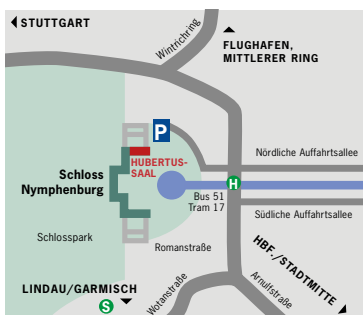 STUTTGART
Wintrichring
FLUGHAFEN,
MITTLERER RING
P
HUBERTUS-
SAAL
Nördliche Auffahrtsallee
Schloss
Nymphenburg
H
Bus 51
Tram 17
Südliche Auffahrtsallee
Schlosspark
Romanstraße
HBF./STADTMITTE
LINDAU/GARMISCH
S
Wotanstraße
Arnulfstraße